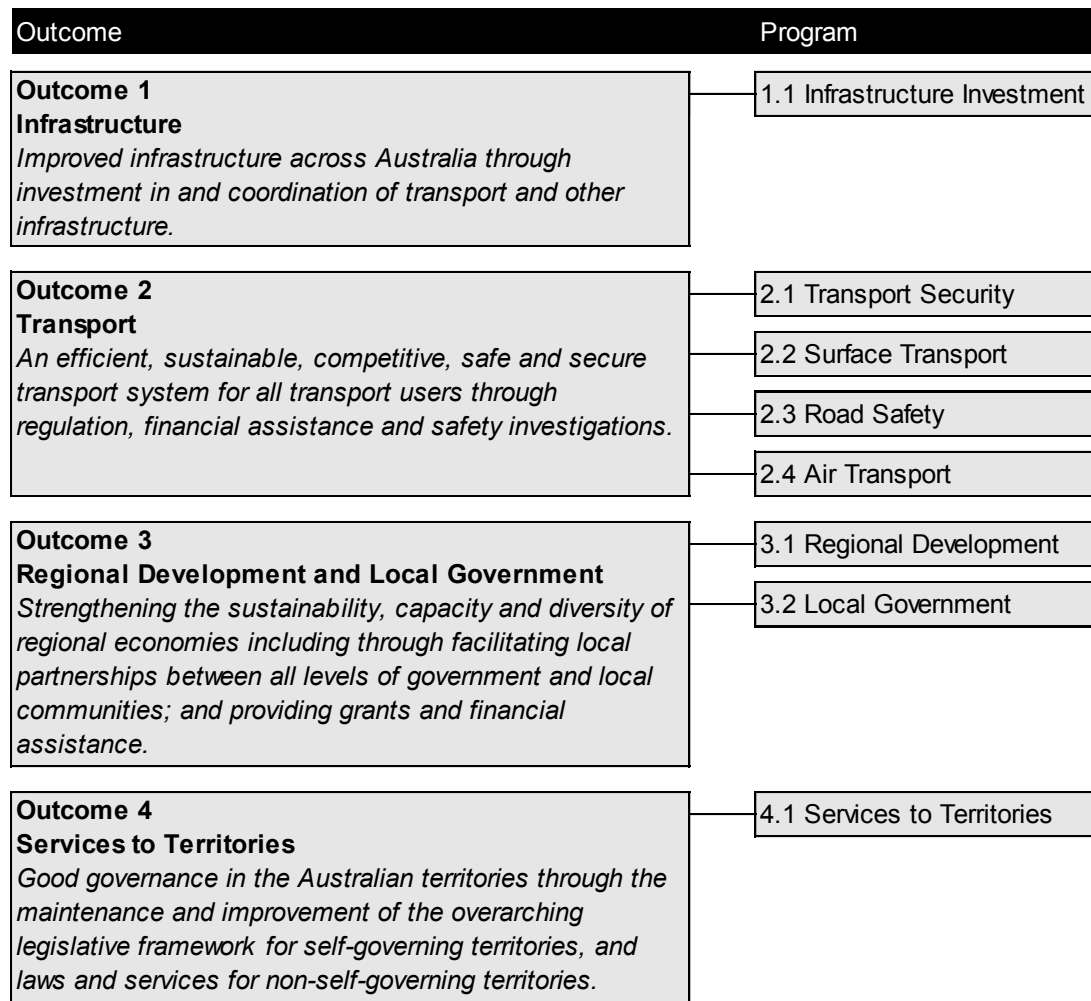 Outcome Program
Outcome 1
Infrastructure
Improved infrastructure across Australia through
investment in and coordination of transport and other
infrastructure.
1.1 Infrastructure Investment
Outcome 2
Transport
An efficient, sustainable, competitive, safe and secure
transport system for all transport users through
regulation, financial assistance and safety investigations.
2.1 Transport Security
2.2 Surface Transport
2.3 Road Safety
2.4 Air Transport
Outcome 3
Regional Development and Local Government
Strengthening the sustainability, capacity and diversity of
regional economies including through facilitating local
partnerships between all levels of government and local
communities; and providing grants and financial
assistance.
3.1 Regional Development
3.2 Local Government
Outcome 4
Services to Territories
Good governance in the Australian territories through the
maintenance and improvement of the overarching
legislative framework for self-governing territories, and
laws and services for non-self-governing territories.
4.1 Services to Territories